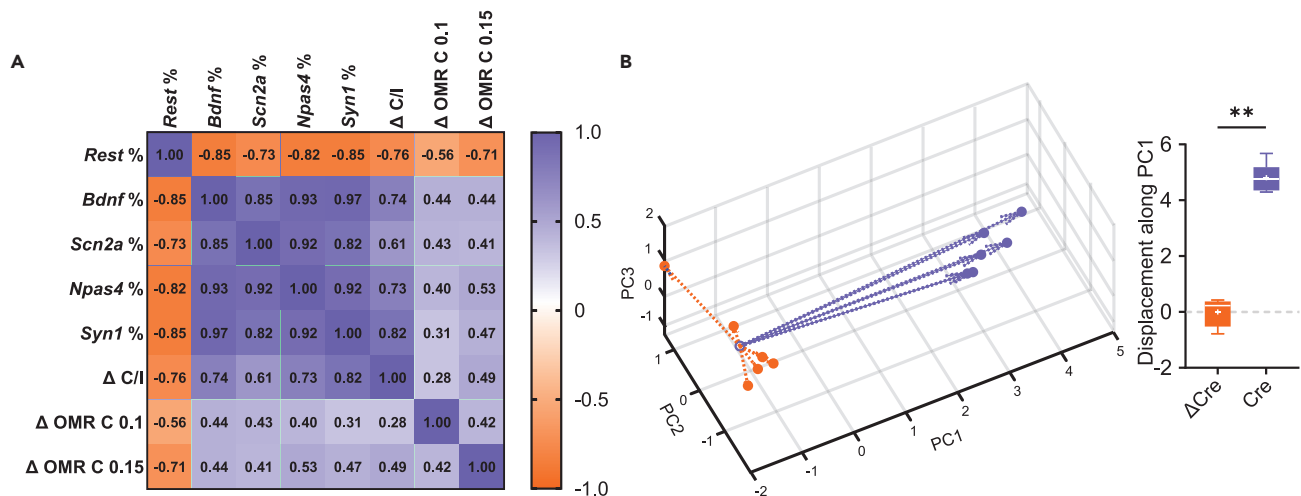 A
Rest %
Bdnf %
Scn2a %
Npas4 %
Syn1 %
Δ C/I
Δ OMR C 0.1
Δ OMR C 0.15
Rest % 1.00 -0.85 -0.73 -0.82 -0.85 -0.76 -0.56 -0.71
Bdnf % -0.85 1.00 0.85 0.93 0.97 0.74 0.44 0.44
Scn2a % -0.73 0.85 1.00 0.92 0.82 0.61 0.43 0.41
Npas4 % -0.82 0.93 0.92 1.00 0.92 0.73 0.40 0.53
Syn1 % -0.85 0.97 0.82 0.92 1.00 0.82 0.31 0.47
Δ C/I -0.76 0.74 0.61 0.73 0.82 1.00 0.28 0.49
Δ OMR C 0.1 -0.56 0.44 0.43 0.40 0.31 0.28 1.00 0.42
Δ OMR C 0.15 -0.71 0.44 0.41 0.53 0.47 0.49 0.42 1.00
1.0
0.5
0
-0.5
-1.0
B
2
1
0
-1
PC3
1
0
-1
-2
PC2
-1
0
1
2
3
4
5
PC1
**
Displacement along PC1
6
4
2
0
-2
ΔCre
Cre